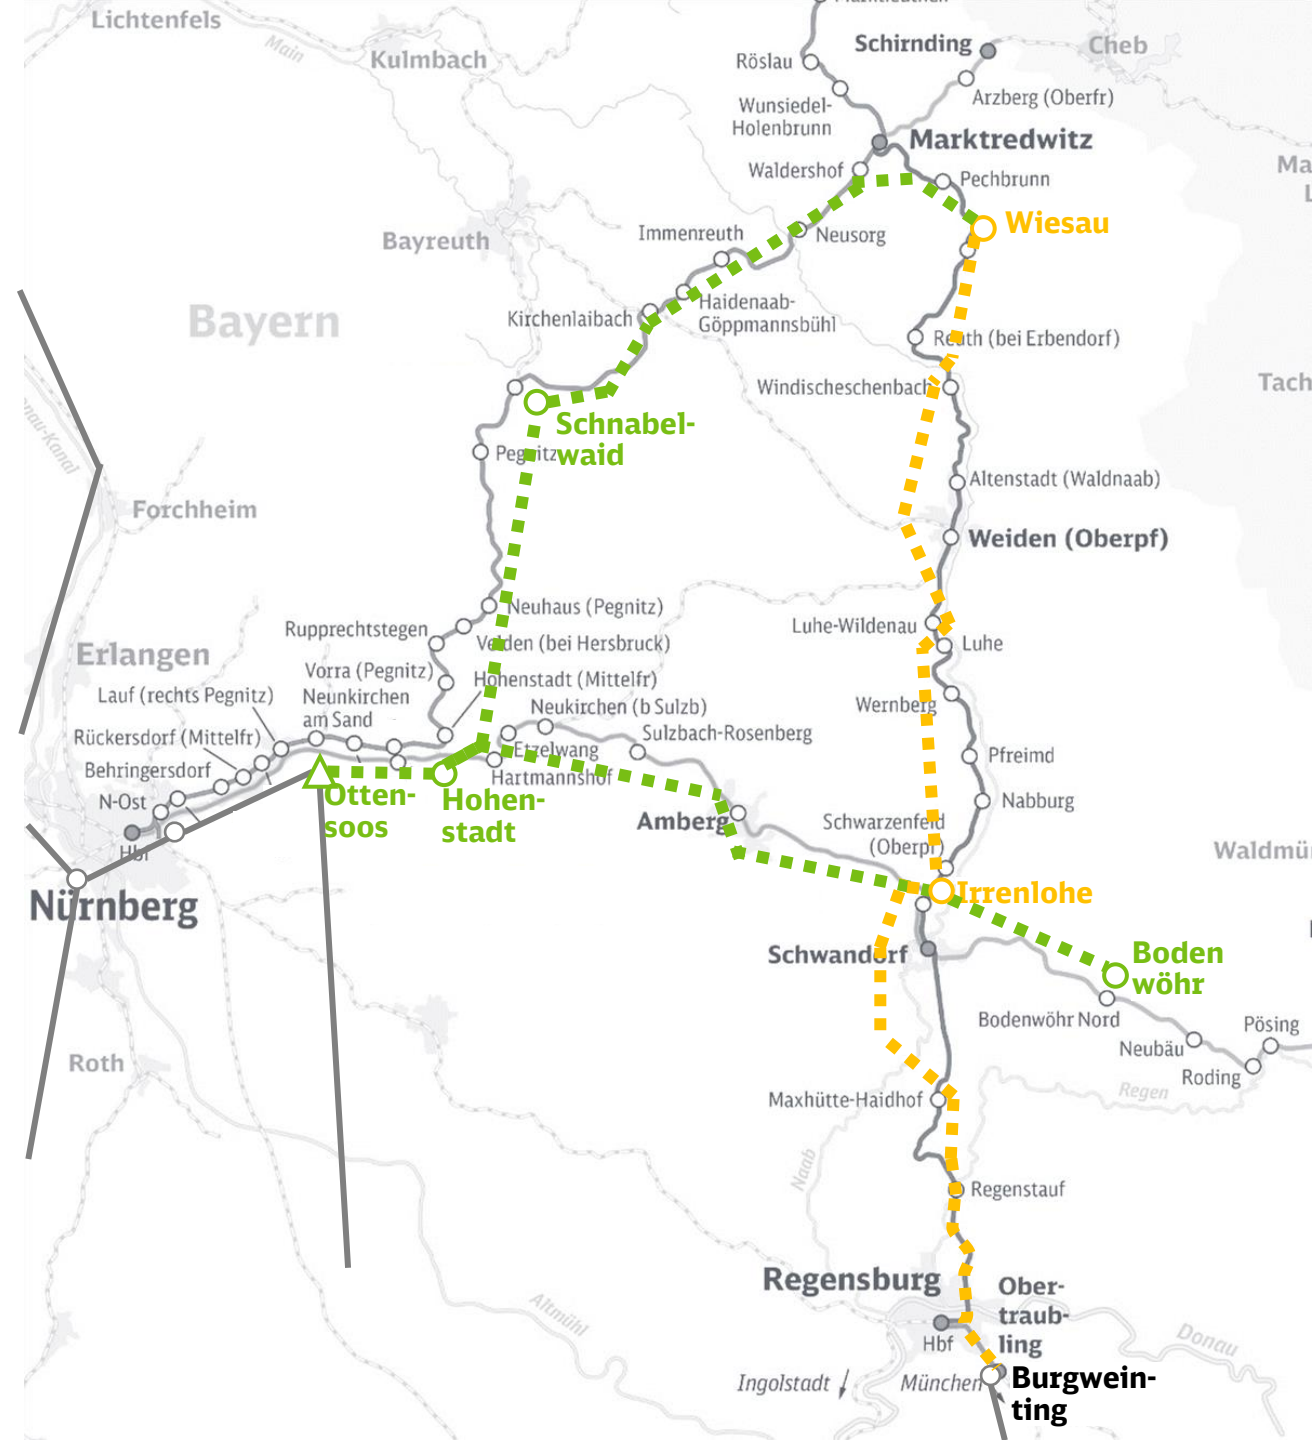 Lichtenfels
Main
Kulmbach
Schirnding
Cheb
Röslau
Arzberg (Oberfr)
Wunsiedel-
Holenbrunn
Marktredwitz
Waldershof
Pechbrunn
Bayreuth
Immenreuth
Neusorg
Wiesau
Bayern
Kirchenlaibach
Haidenaab-
Göppmannsbühl
Reuth (bei Erbendorf)
Windischeschenbach
Schnabel-
waid
Pegnitz
Altenstadt (Waldnaab)
Forchheim
Weiden (Oberpf)
Neuhaus (Pegnitz)
Rupprechtstegen
Velden (bei Hersbruck)
Luhe-Wildenau
Luhe
Erlangen
Vorra (Pegnitz)
Hohenstadt (Mittelfr)
Lauf (rechts Pegnitz)
Neunkirchen
am Sand
Neukirchen (b Sulzb)
Wernberg
Rückersdorf (Mittelfr)
Sulzbach-Rosenberg
Etzelwang
Pfreimd
Behringersdorf
Hartmannshof
N-Ost
Otten-
soos
Hohen-
stadt
Nabburg
Amberg
Schwarzenfeld
(Oberpf)
Hbf
Nürnberg
Irrenlohe
Schwandorf
Boden
wöhr
Bodenwöhr Nord
Pösing
Neubäu
Roding
Roth
Regen
Maxhütte-Haidhof
Naab
Regenstauf
Regensburg
Ober-
traub-
ling
Altmühl
Hbf
Donau
Ingolstadt
München
Burgwein-
ting